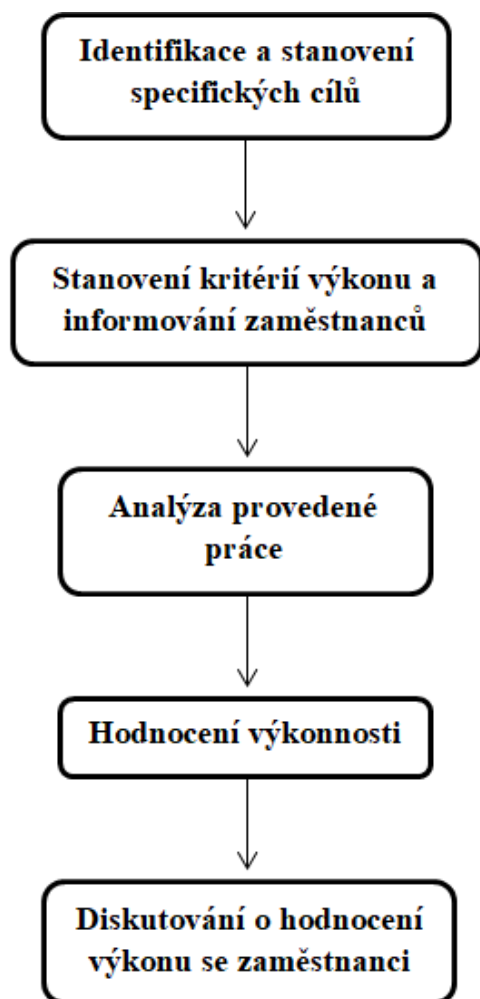 Identifikace a stanovení
specifických cílů
Stanovení kritérií výkonu a
informování zaměstnanců
Analýza provedené
práce
Hodnocení výkonnosti
Diskutování o hodnocení
výkonu se zaměstnanci